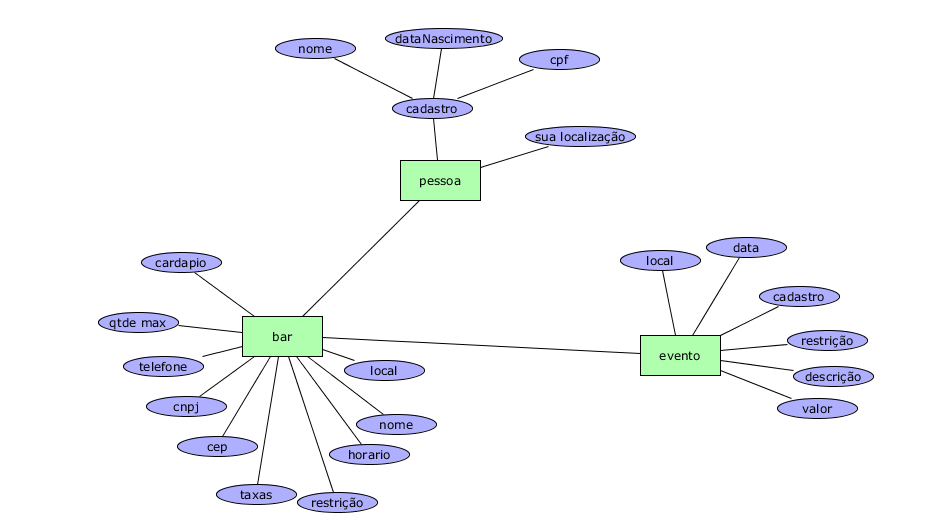 nome
dataNascimento
cpf
cadastro
sua localização
pessoa
cardapio
qtde max
telefone
cnpj
cep
taxas
restrição
horario
nome
local
bar
local
data
cadastro
restrição
descrição
valor
evento